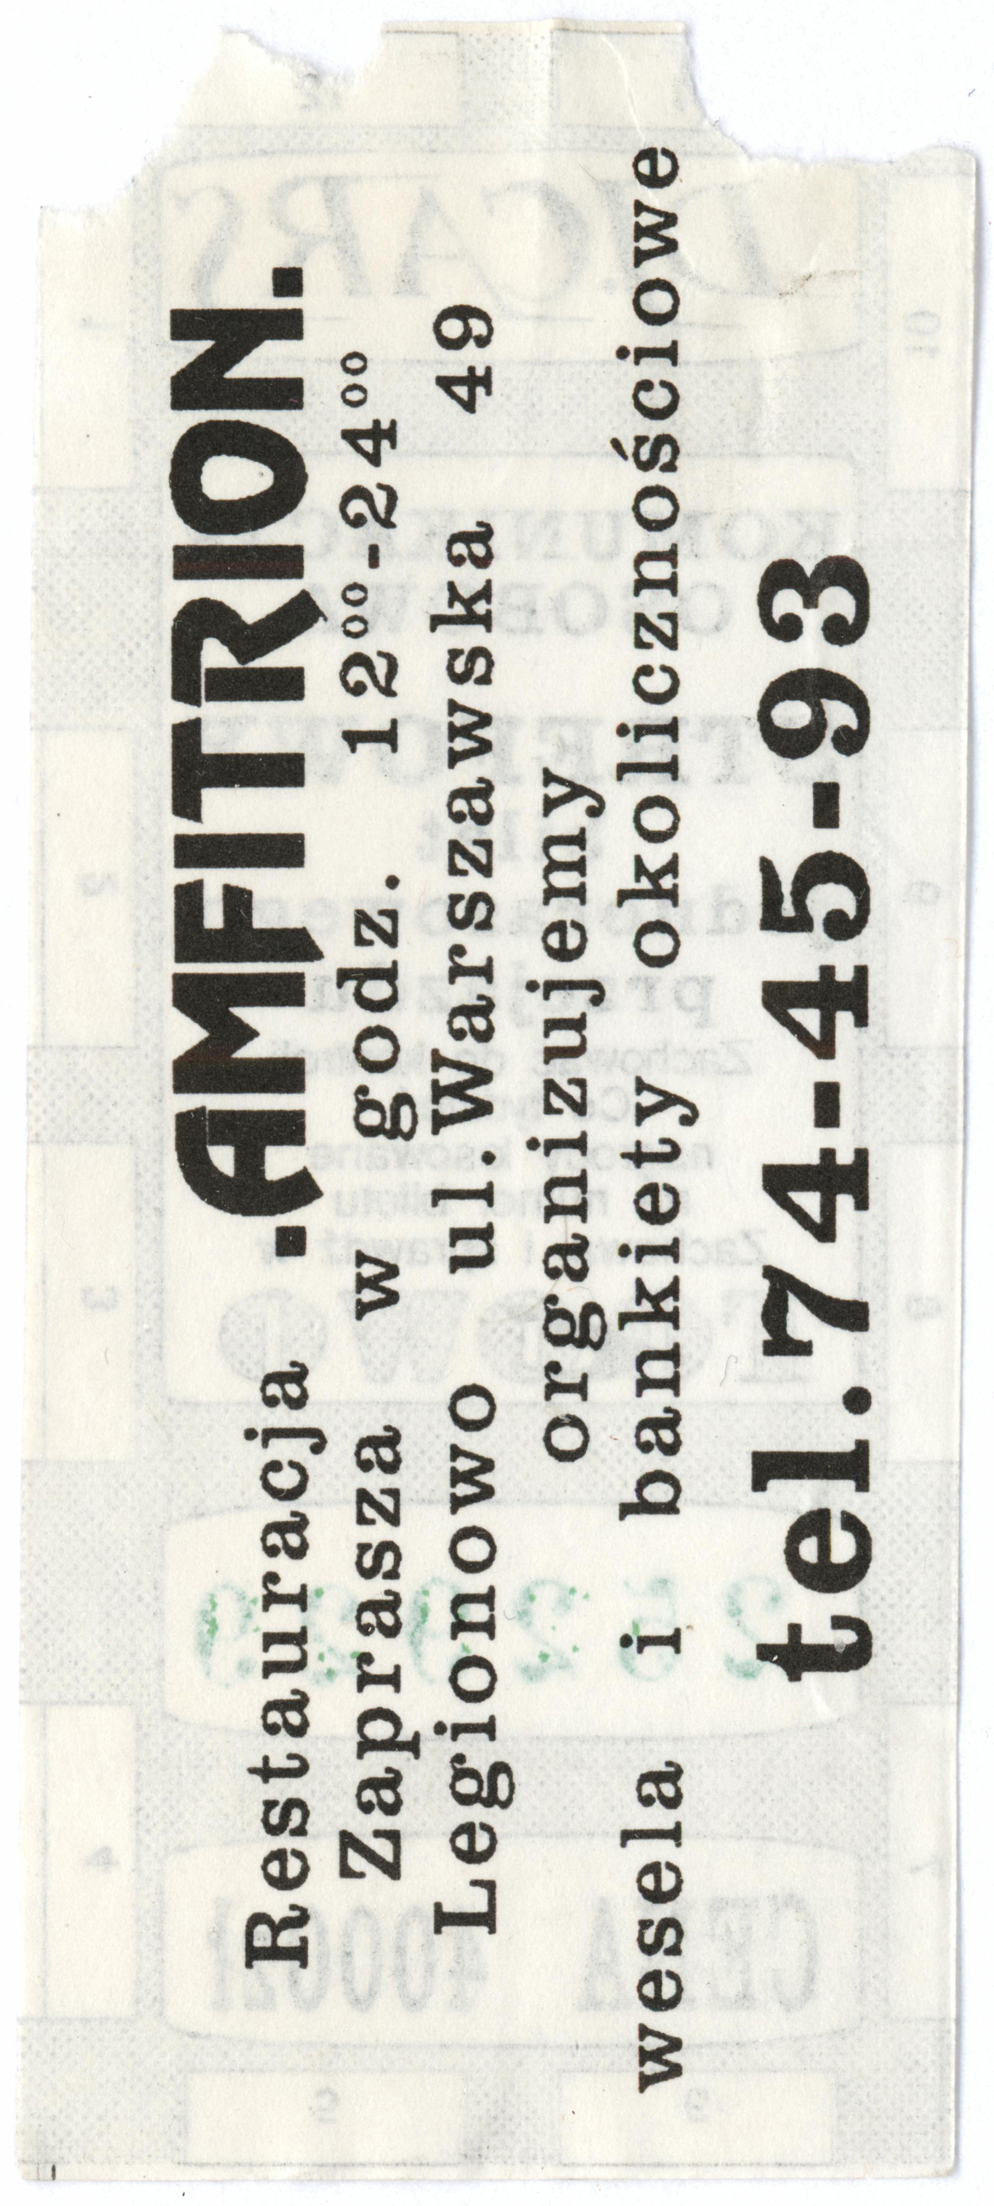 Restauracja .AMFITRION.
Zaprasza w godz. 12⁰⁰-24⁰⁰
Legionowo ul.Warszawska 49
organizujemy
wesela i bankiety okolicznościowe
tel.74-45-93